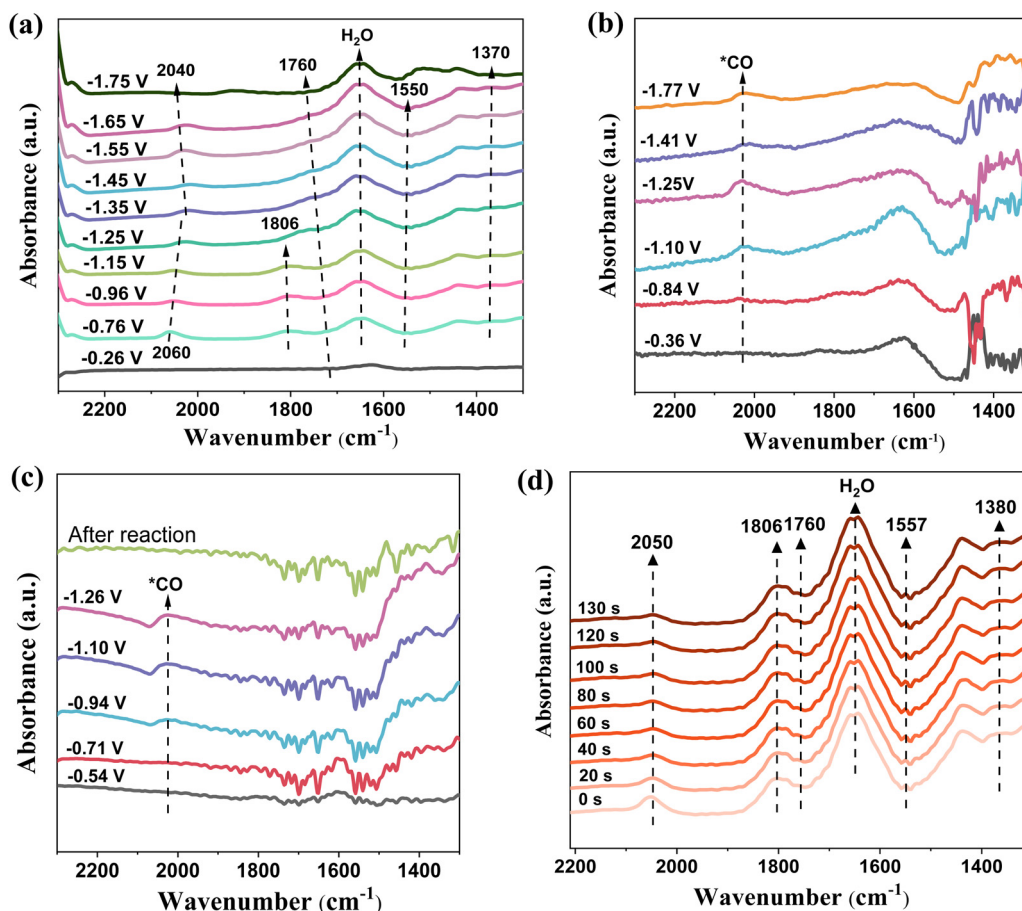 (a)
H₂O
2040
1760
1550
1370
-1.75 V
-1.65 V
-1.55 V
-1.45 V
-1.35 V
-1.25 V
1806
-1.15 V
-0.96 V
-0.76 V
2060
-0.26 V
Absorbance (a.u.)
2200 2000 1800 1600 1400
Wavenumber (cm⁻¹)
(b)
*CO
-1.77 V
-1.41 V
-1.25V
-1.10 V
-0.84 V
-0.36 V
Absorbance (a.u.)
2200 2000 1800 1600 1400
Wavenumber (cm⁻¹)
(c)
After reaction
*CO
-1.26 V
-1.10 V
-0.94 V
-0.71 V
-0.54 V
Absorbance (a.u.)
2200 2000 1800 1600 1400
Wavenumber (cm⁻¹)
(d)
H₂O
2050
1806
1760
1557
1380
130 s
120 s
100 s
80 s
60 s
40 s
20 s
0 s
Absorbance (a.u.)
2200 2000 1800 1600 1400
Wavenumber (cm⁻¹)